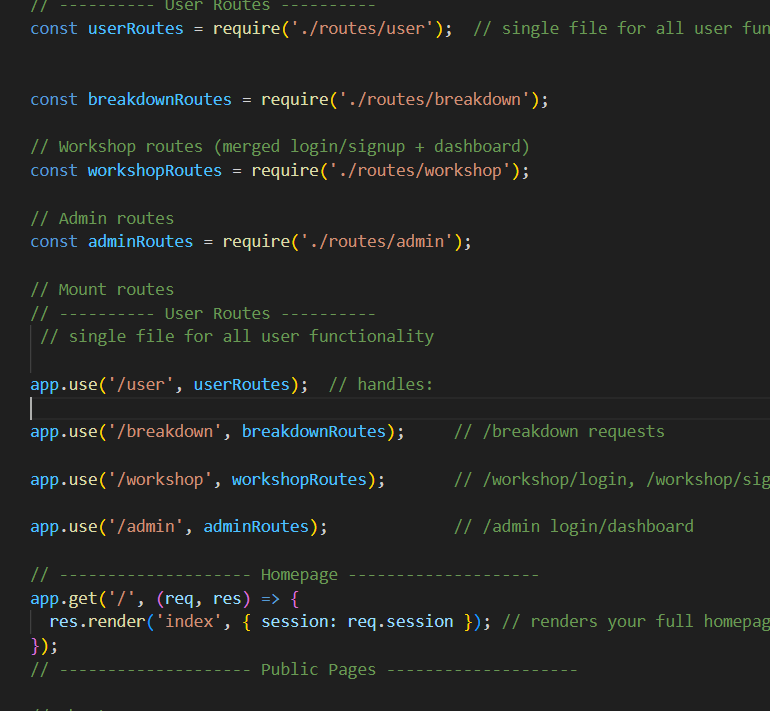 // ---------- User Routes ----------
const userRoutes = require('./routes/user');  // single file for all user fun
const breakdownRoutes = require('./routes/breakdown');
// Workshop routes (merged login/signup + dashboard)
const workshopRoutes = require('./routes/workshop');
// Admin routes
const adminRoutes = require('./routes/admin');
// Mount routes
// ---------- User Routes ----------
// single file for all user functionality
app.use('/user', userRoutes);  // handles:
app.use('/breakdown', breakdownRoutes);     // /breakdown requests
app.use('/workshop', workshopRoutes);       // /workshop/login, /workshop/sig
app.use('/admin', adminRoutes);             // /admin login/dashboard
// -------------------- Homepage --------------------
app.get('/', (req, res) => {
  res.render('index', { session: req.session }); // renders your full homepag
});
// -------------------- Public Pages --------------------